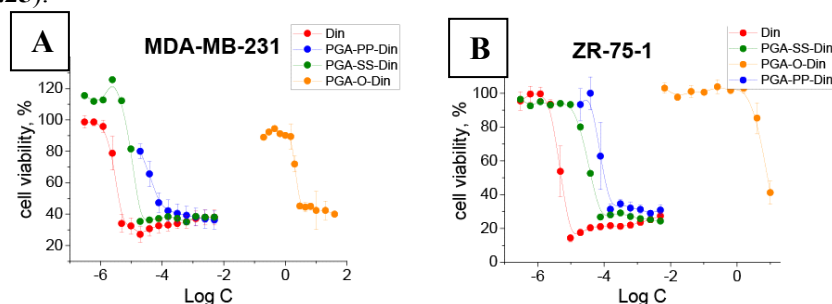 A
MDA-MB-231
Din
PGA-PP-Din
PGA-SS-Din
PGA-O-Din
cell viability, %
120
100
80
60
40
20
-6
-4
-2
0
2
Log C
B
ZR-75-1
Din
PGA-SS-Din
PGA-O-Din
PGA-PP-Din
cell viability, %
100
80
60
40
20
0
-6
-4
-2
0
Log C